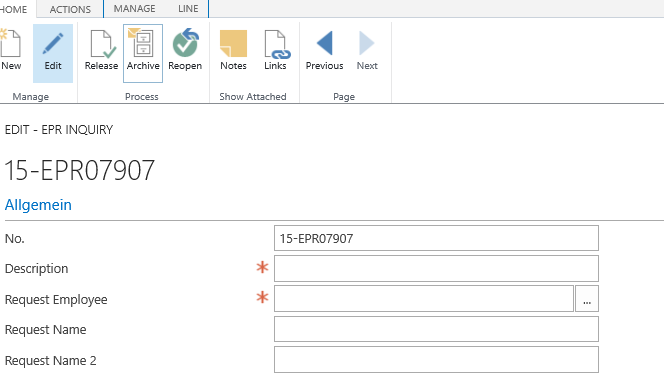 HOME ACTIONS MANAGE LINE
New Edit Release Archive Reopen Notes Links Previous Next
Manage Process Show Attached Page
EDIT - EPR INQUIRY
15-EPR07907
Allgemein
No. 15-EPR07907
Description *
Request Employee * ...
Request Name
Request Name 2